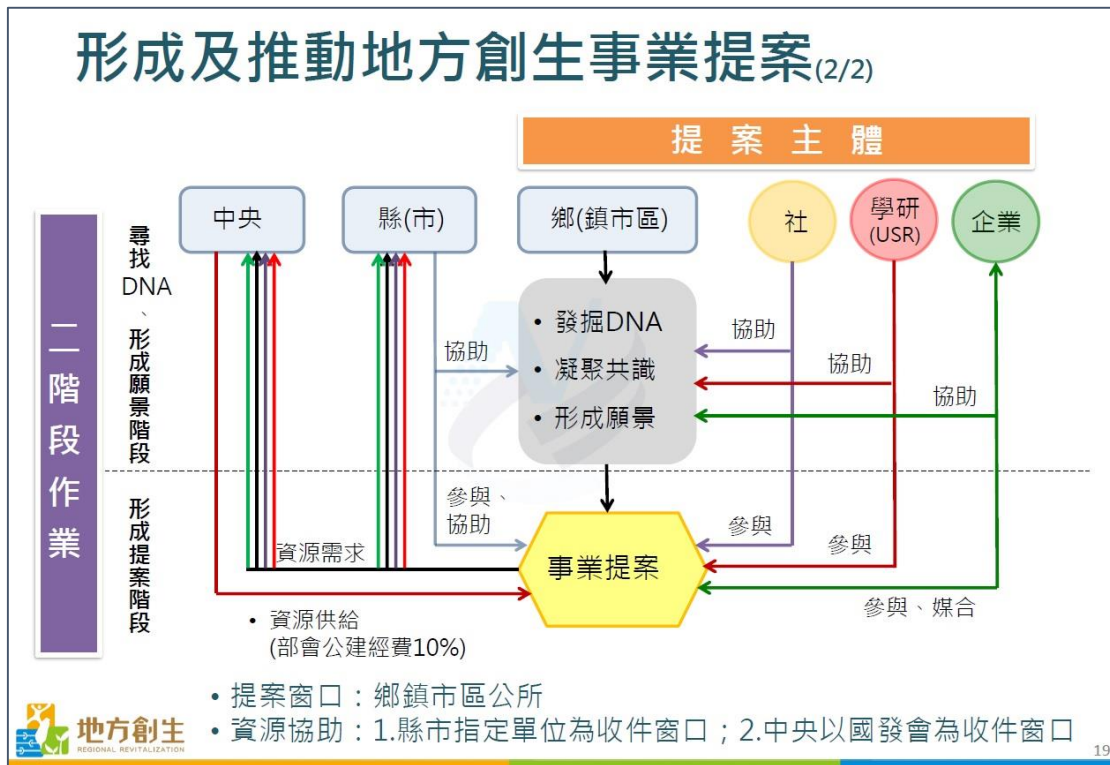 形成及推動地方創生事業提案(2/2)
提案主體
中央
縣(市)
鄉(鎮市區)
社
學研
(USR)
企業
二階段作業
尋找DNA、形成願景階段
• 發掘DNA
• 凝聚共識
• 形成願景
協助
協助
協助
協助
形成提案階段
參與、
協助
資源需求
事業提案
參與
參與
參與、媒合
• 資源供給
(部會公建經費10%)
• 提案窗口：鄉鎮市區公所
• 資源協助：1.縣市指定單位為收件窗口；2.中央以國發會為收件窗口
地方創生
REGIONAL REVITALIZATION
19